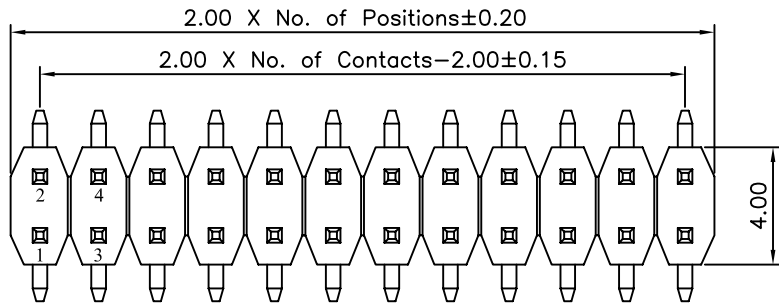 2.00 X No. of Positions±0.20
2.00 X No. of Contacts−2.00±0.15
2 4
4.00
1 3